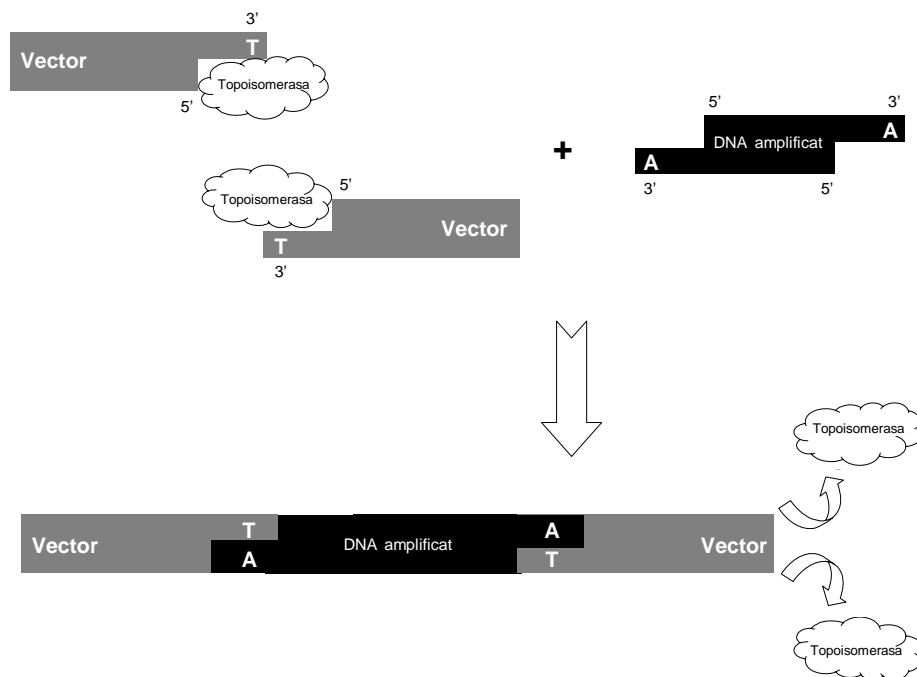 3’
Vector
T
Topoisomerasa
5’
5’
3’
+
A
DNA amplificat
A
3’
5’
Topoisomerasa
5’
T
Vector
3’
Topoisomerasa
T
A
Vector
DNA amplificat
Vector
A
T
Topoisomerasa